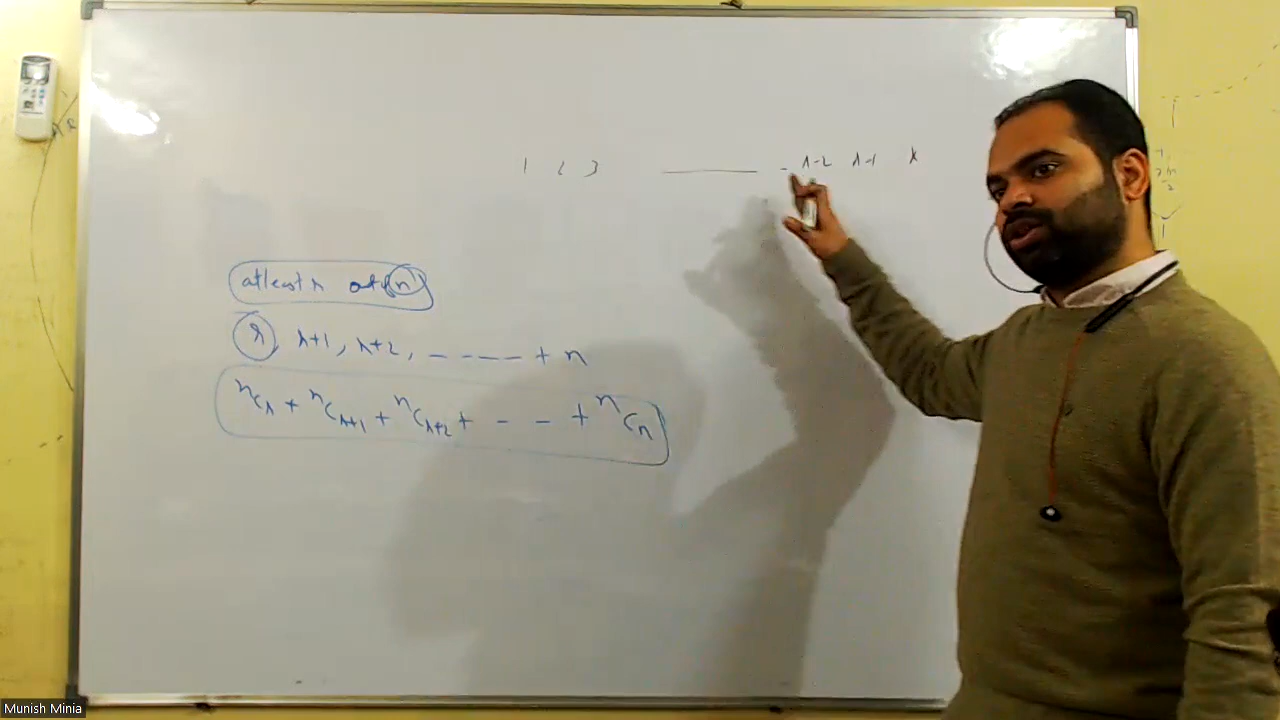 1 2 3 ——— - r-2 r-1 r
atleast r out of n
r, r+1, r+2, - - - - + n
ⁿCᵣ + ⁿCᵣ₊₁ + ⁿCᵣ₊₂ + - - + ⁿCₙ
Munish Minia